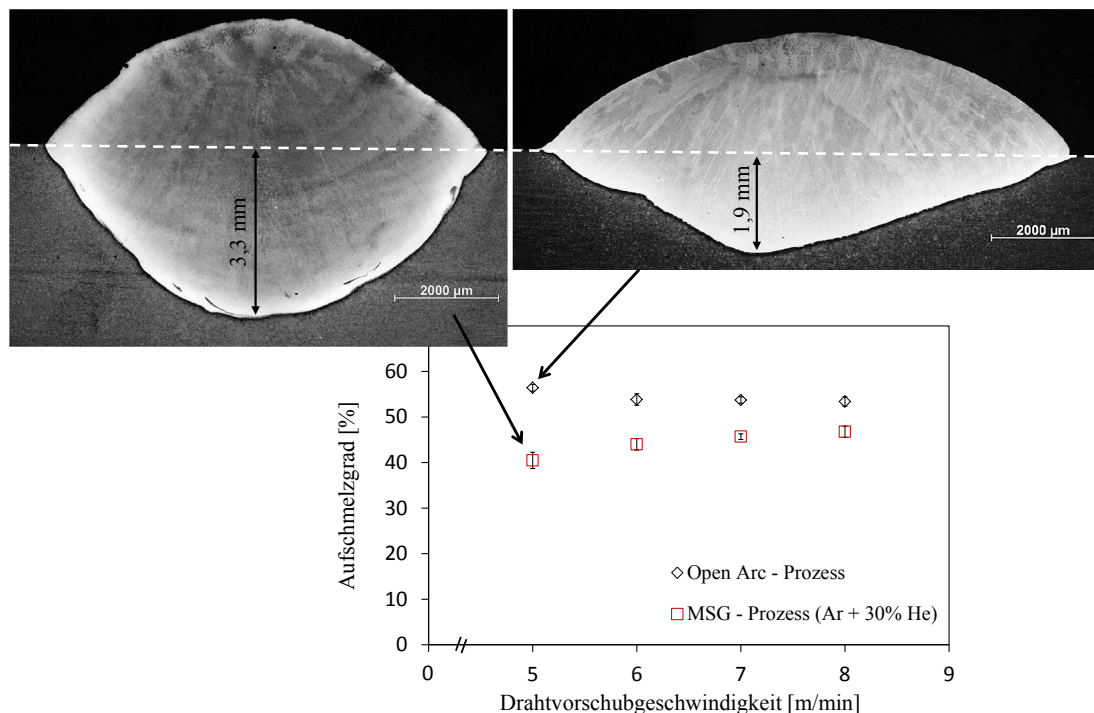 3,3 mm
2000 µm
1,9 mm
2000 µm
Aufschmelzgrad [%]
60
50
40
30
20
10
0
Open Arc - Prozess
MSG - Prozess (Ar + 30% He)
0
5
6
7
8
9
Drahtvorschubgeschwindigkeit [m/min]